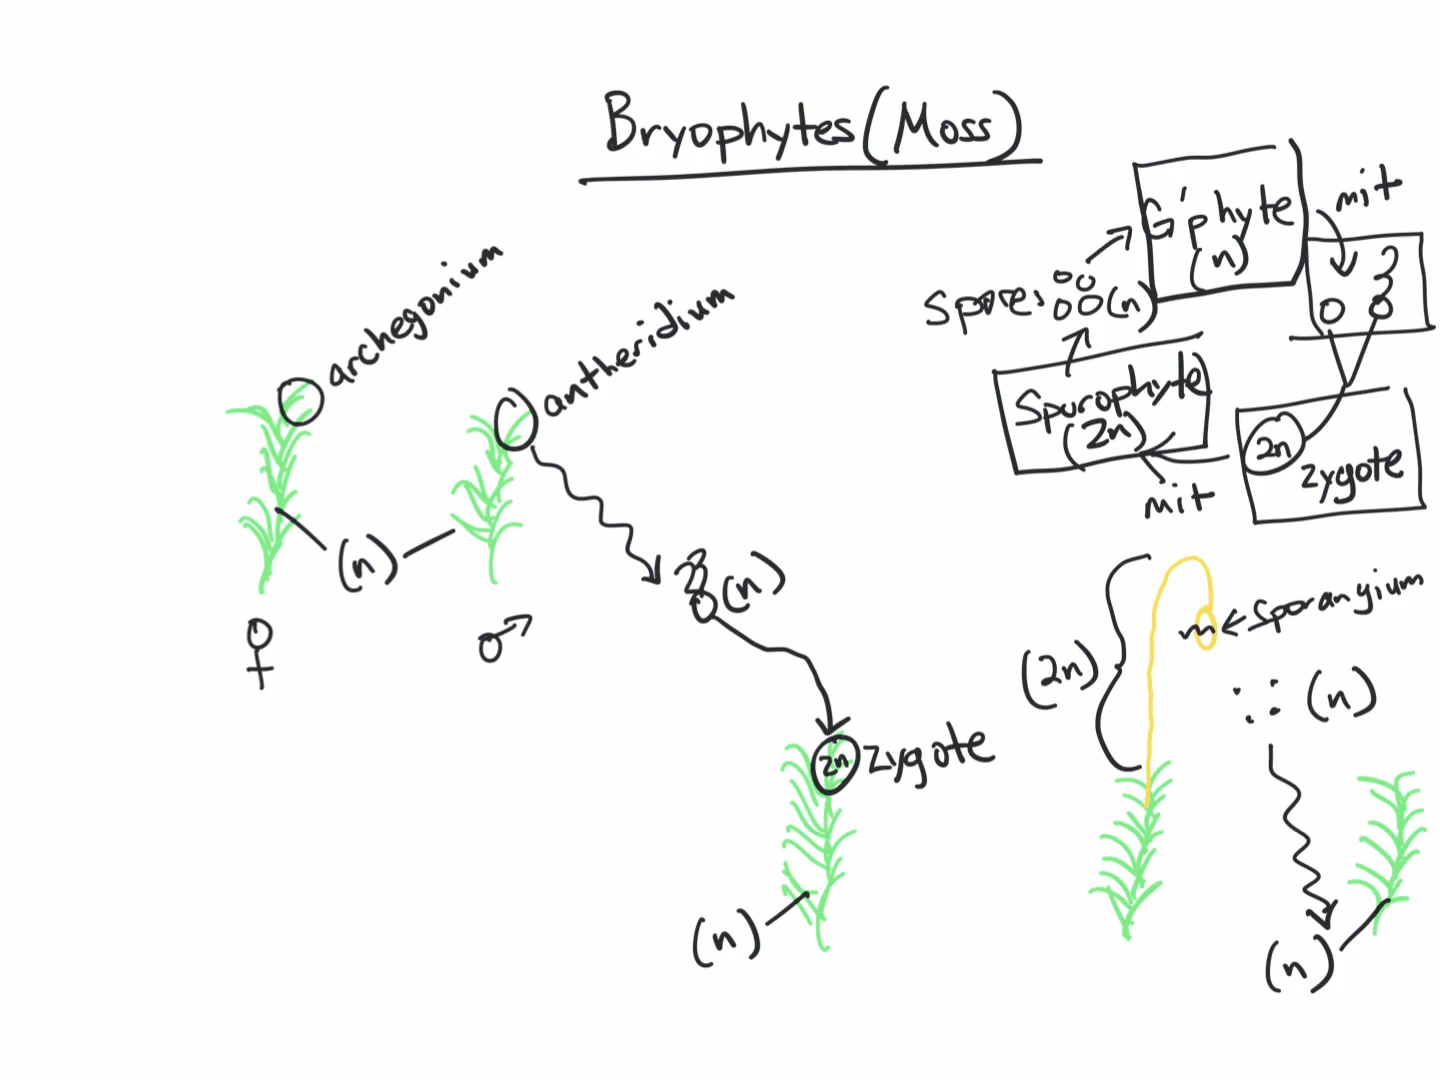 Bryophytes (Moss)
G'phyte
(n)
mit
Spores (n)
Sporophyte
(2n)
mit
2n
zygote
archegonium
antheridium
(n)
♀
♂
(n)
2n zygote
(n)
(2n)
m
sporangium
(n)
(n)